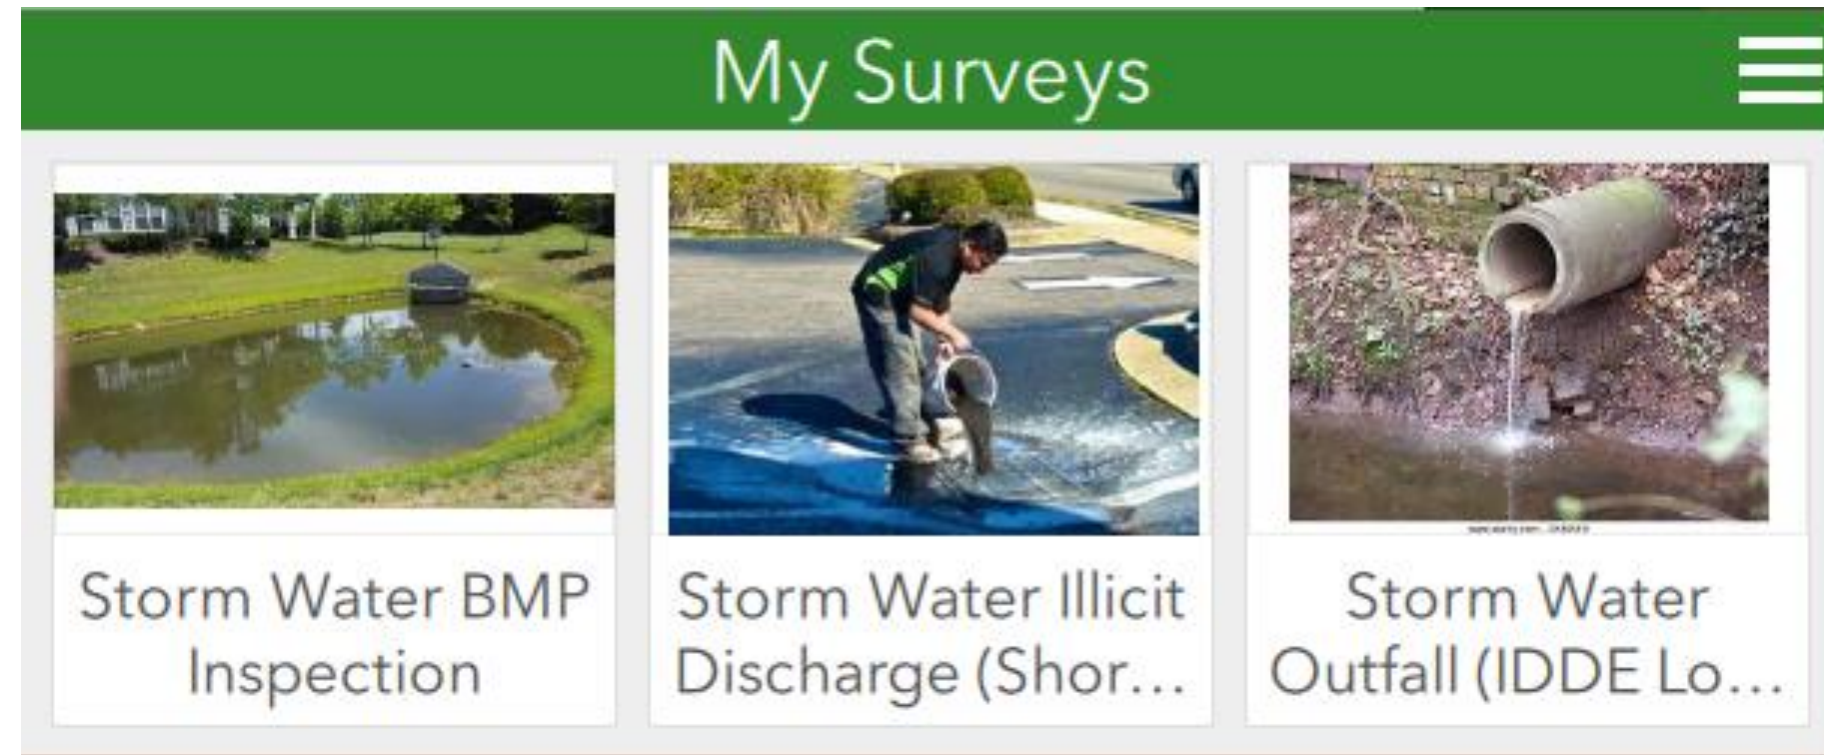 My Surveys
Storm Water BMP
Inspection
Storm Water Illicit
Discharge (Shor...
Storm Water
Outfall (IDDE Lo...